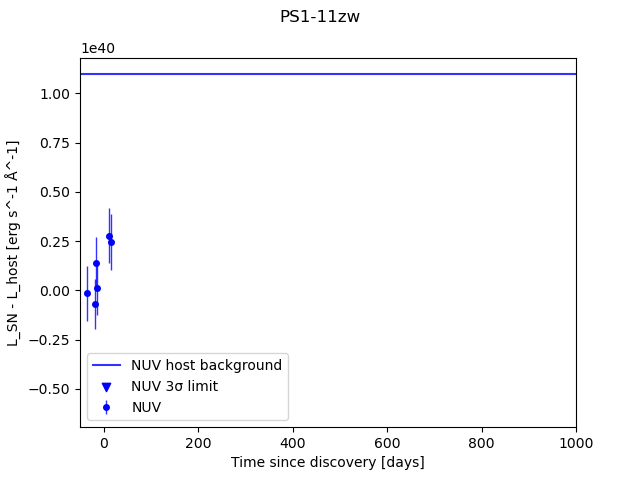 PS1-11zw
1e40
1.00
0.75
0.50
0.25
0.00
−0.25
−0.50
L_SN - L_host [erg s^-1 Å^-1]
NUV host background
NUV 3σ limit
NUV
0 200 400 600 800 1000
Time since discovery [days]